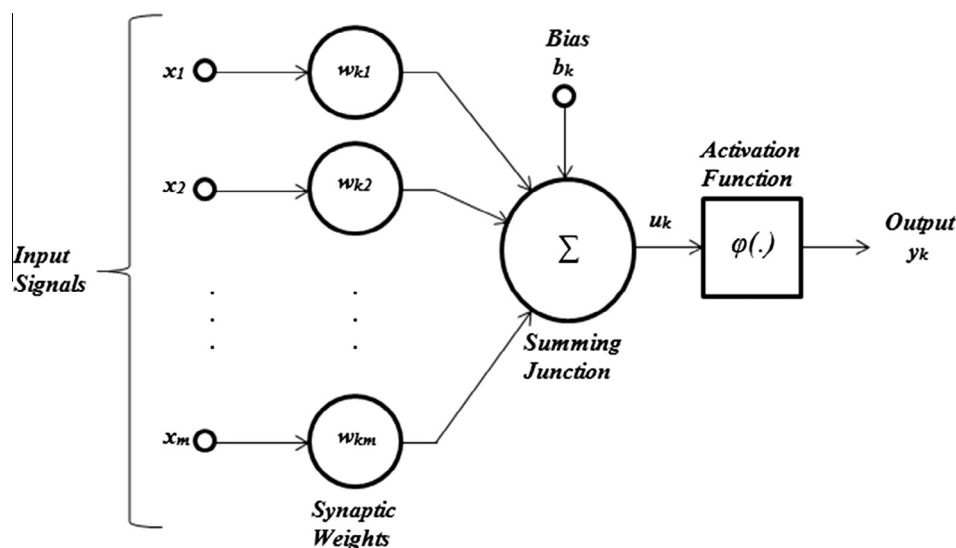 Input
Signals
x1
x2
xm
wk1
wk2
wkm
Synaptic
Weights
Bias
bk
Σ
Summing
Junction
uk
Activation
Function
φ(.)
Output
yk